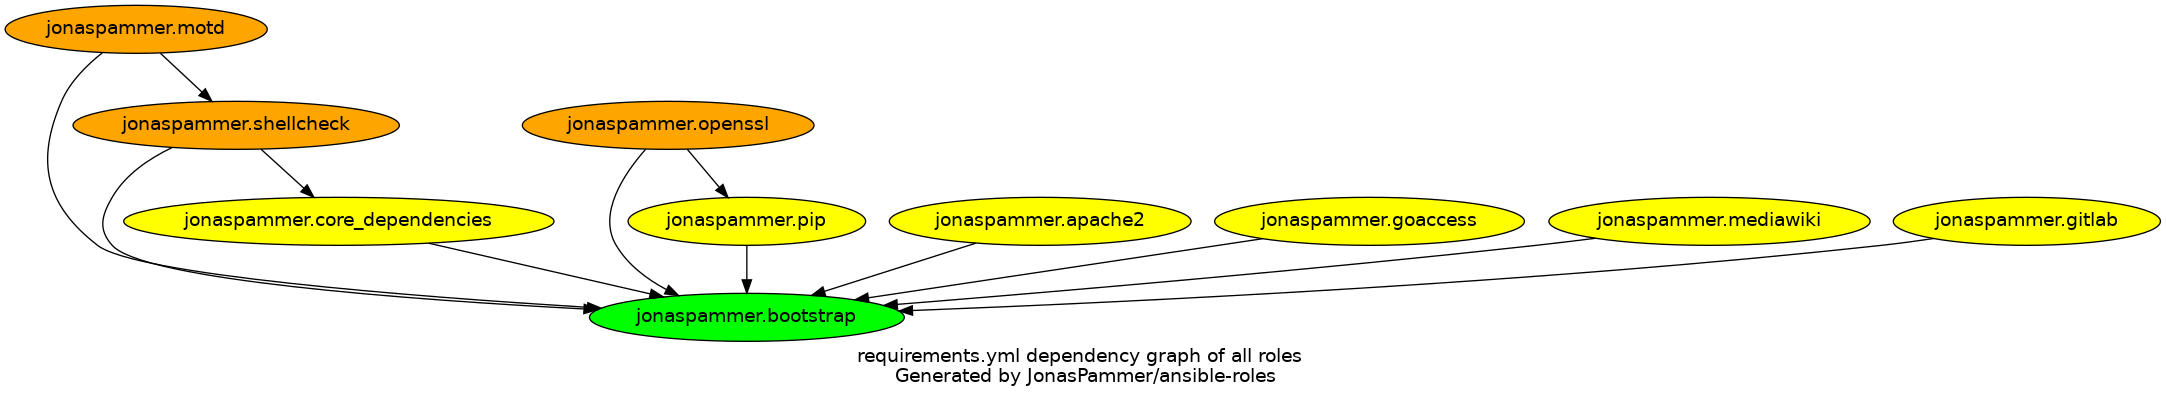 jonaspammer.motd
jonaspammer.shellcheck
jonaspammer.openssl
jonaspammer.core_dependencies
jonaspammer.pip
jonaspammer.apache2
jonaspammer.goaccess
jonaspammer.mediawiki
jonaspammer.gitlab
jonaspammer.bootstrap
requirements.yml dependency graph of all roles
Generated by JonasPammer/ansible-roles